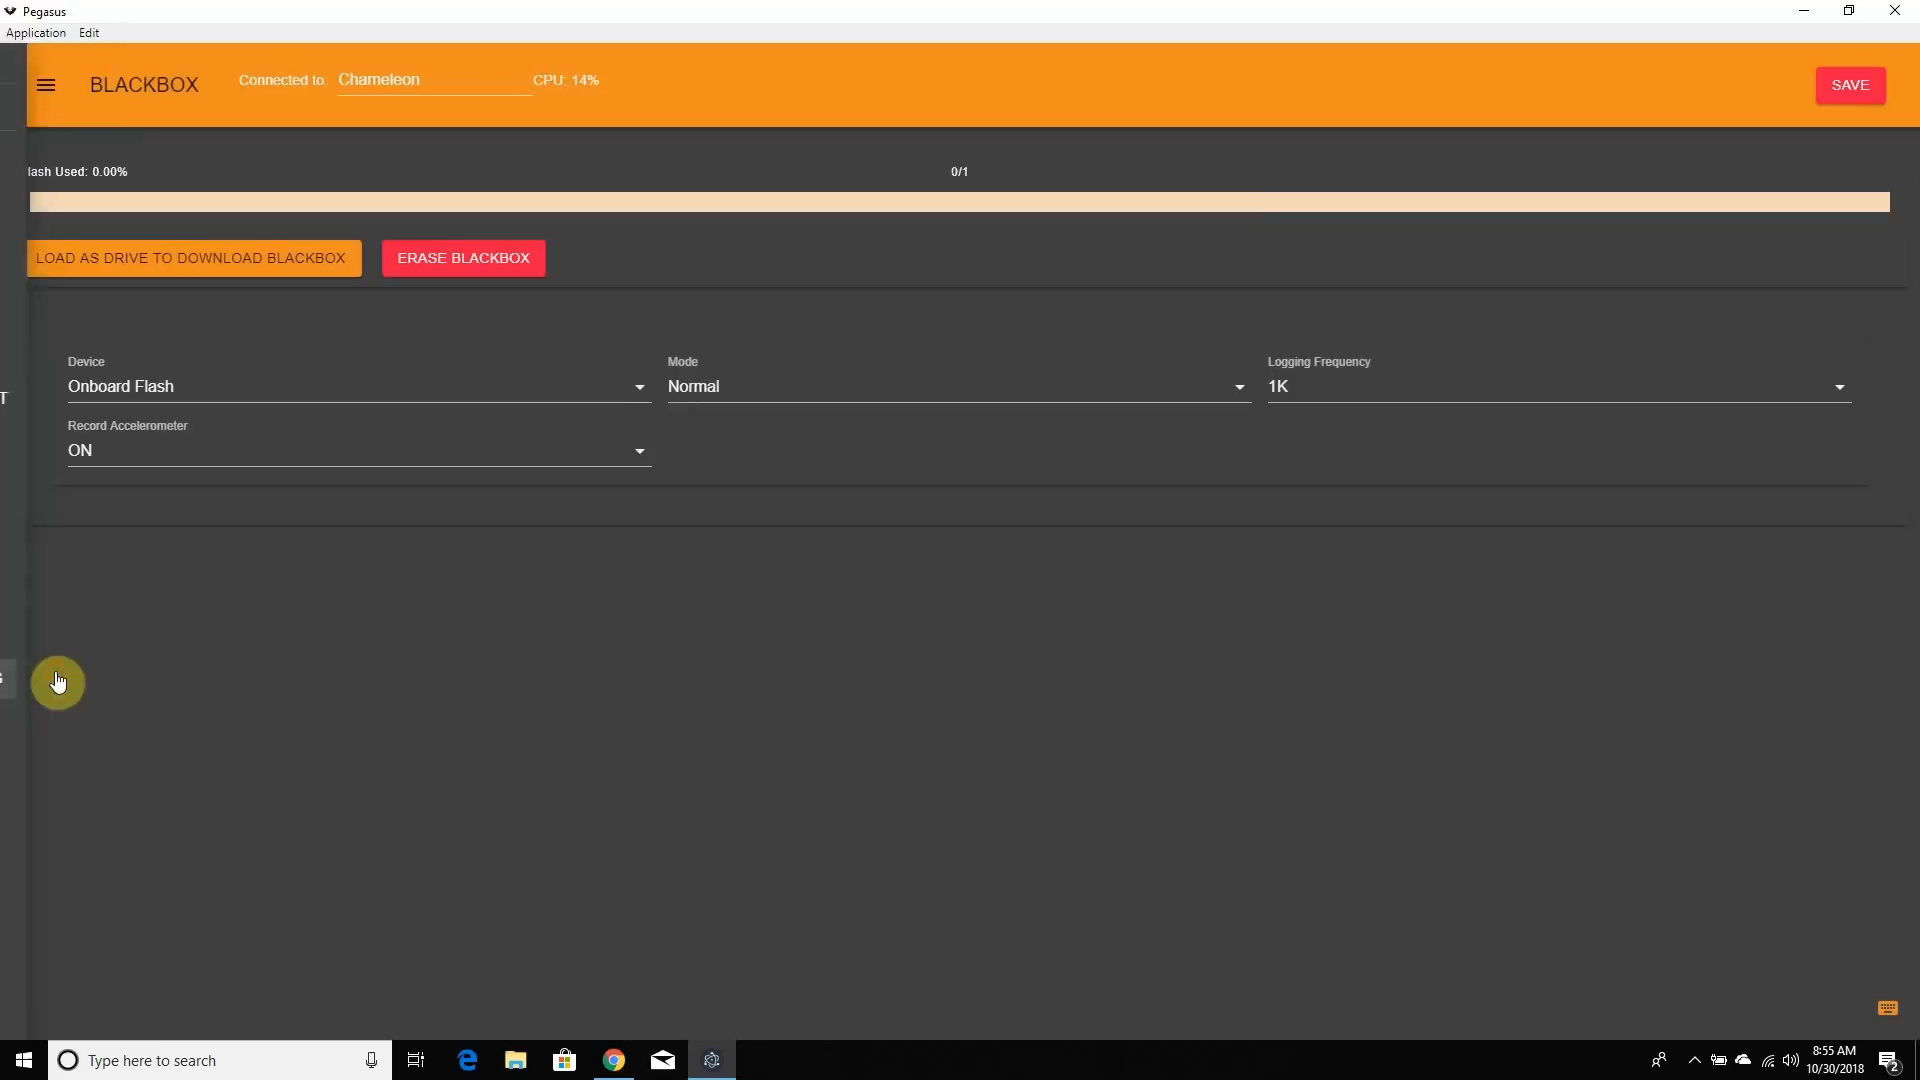 Pegasus
Application Edit
BLACKBOX Connected to: Chameleon CPU: 14% SAVE
lash Used: 0.00% 0/1
LOAD AS DRIVE TO DOWNLOAD BLACKBOX ERASE BLACKBOX
Device Mode Logging Frequency
Onboard Flash Normal 1K
T
Record Accelerometer
ON
Type here to search
8:55 AM
10/30/2018
2